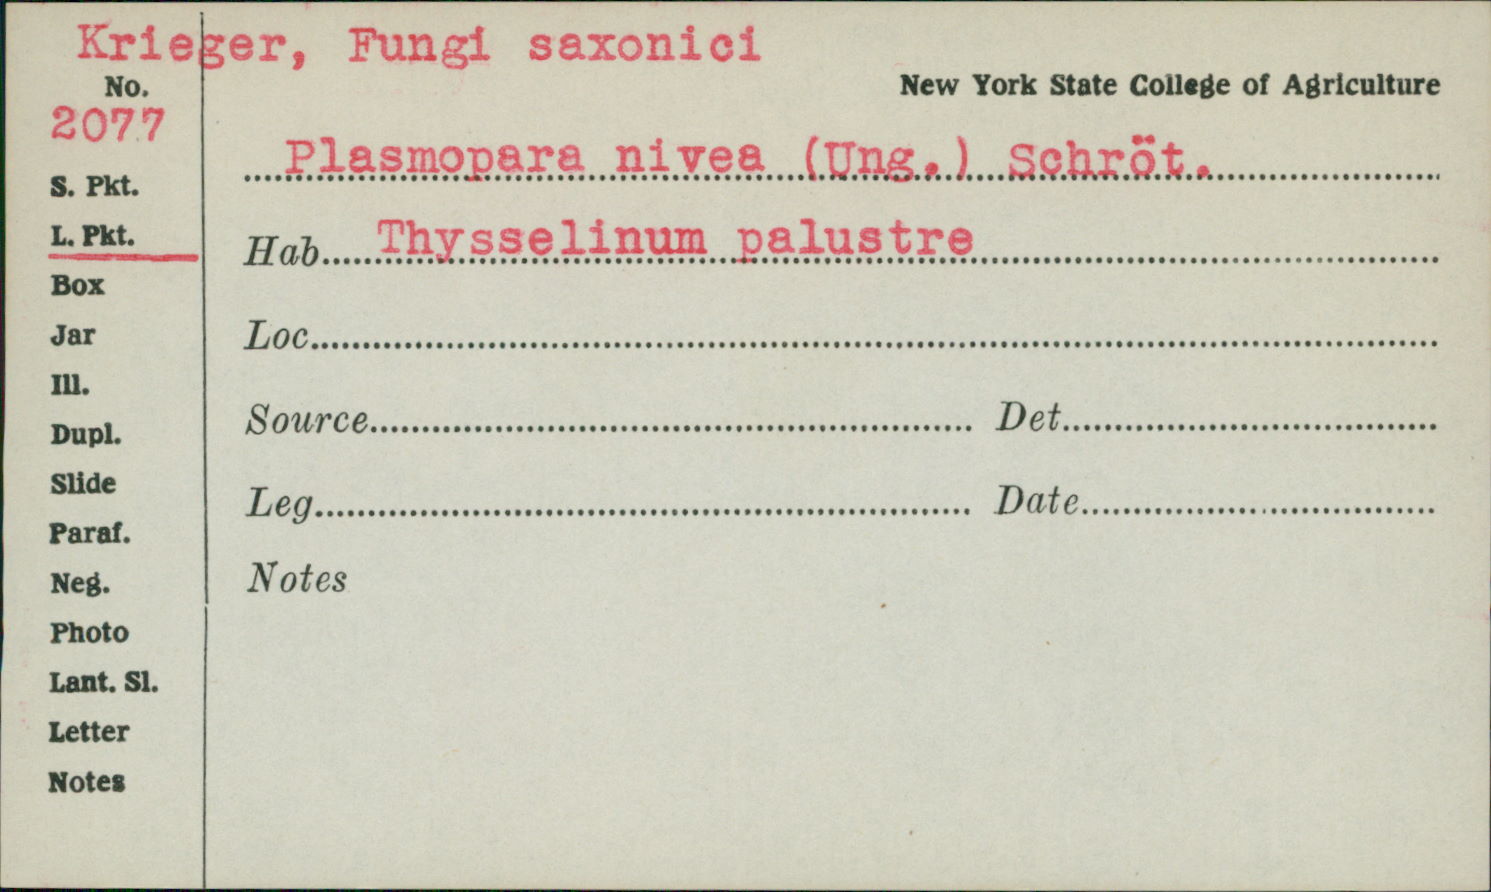 Krieger, Fungi saxonici
No.
New York State College of Agriculture
2077
Plasmopara nivea (Ung.) Schröt.
S. Pkt.
L. Pkt.
Hab. Thysselinum palustre
Box
Jar
Loc.
Ill.
Dupl.
Source Det.
Slide
Leg. Date
Paraf.
Neg.
Notes
Photo
Lant. Sl.
Letter
Notes